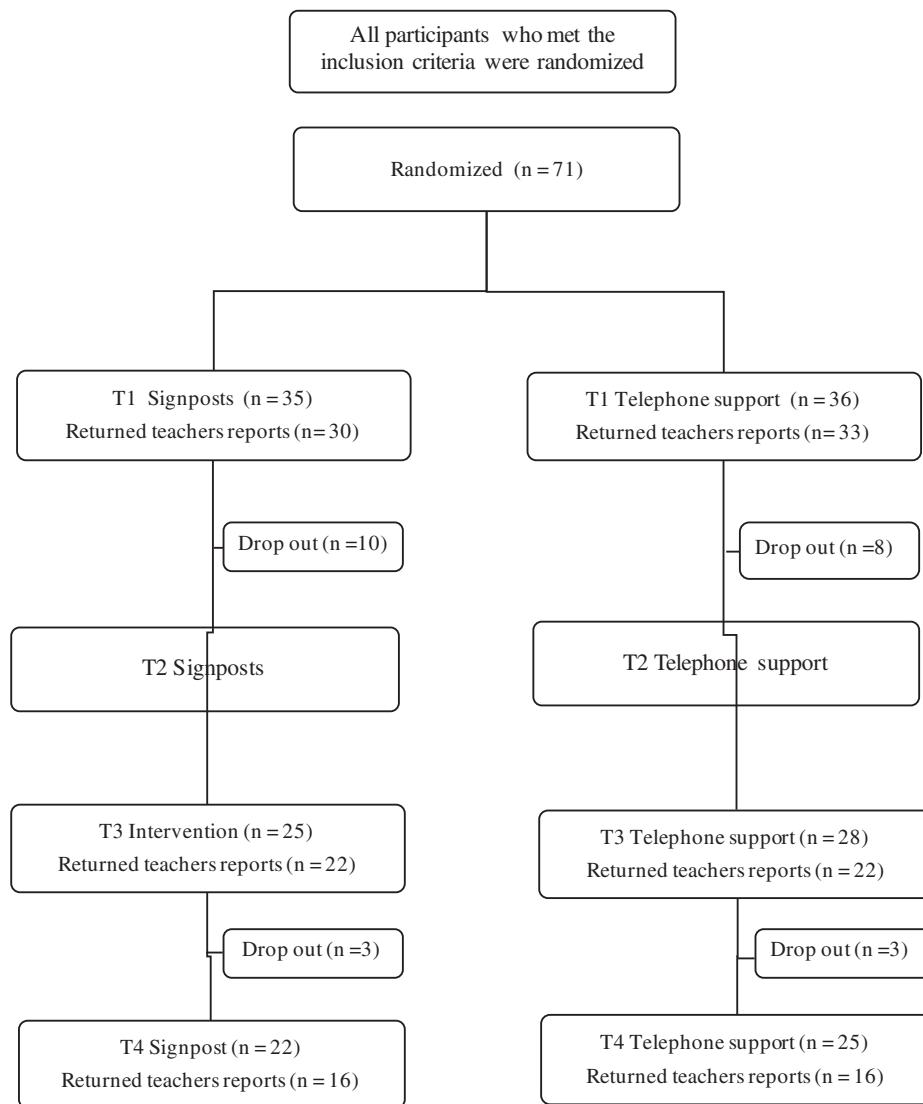 All participants who met the
inclusion criteria were randomized
Randomized (n = 71)
T1 Signposts (n = 35)
Returned teachers reports (n= 30)
T1 Telephone support (n = 36)
Returned teachers reports (n = 33)
Drop out (n =10)
Drop out (n =8)
T2 Signposts
T2 Telephone support
T3 Intervention (n = 25)
Returned teachers reports (n = 22)
T3 Telephone support (n = 28)
Returned teachers reports (n = 22)
Drop out (n =3)
Drop out (n =3)
T4 Signpost (n = 22)
Returned teachers reports (n = 16)
T4 Telephone support (n = 25)
Returned teachers reports (n = 16)